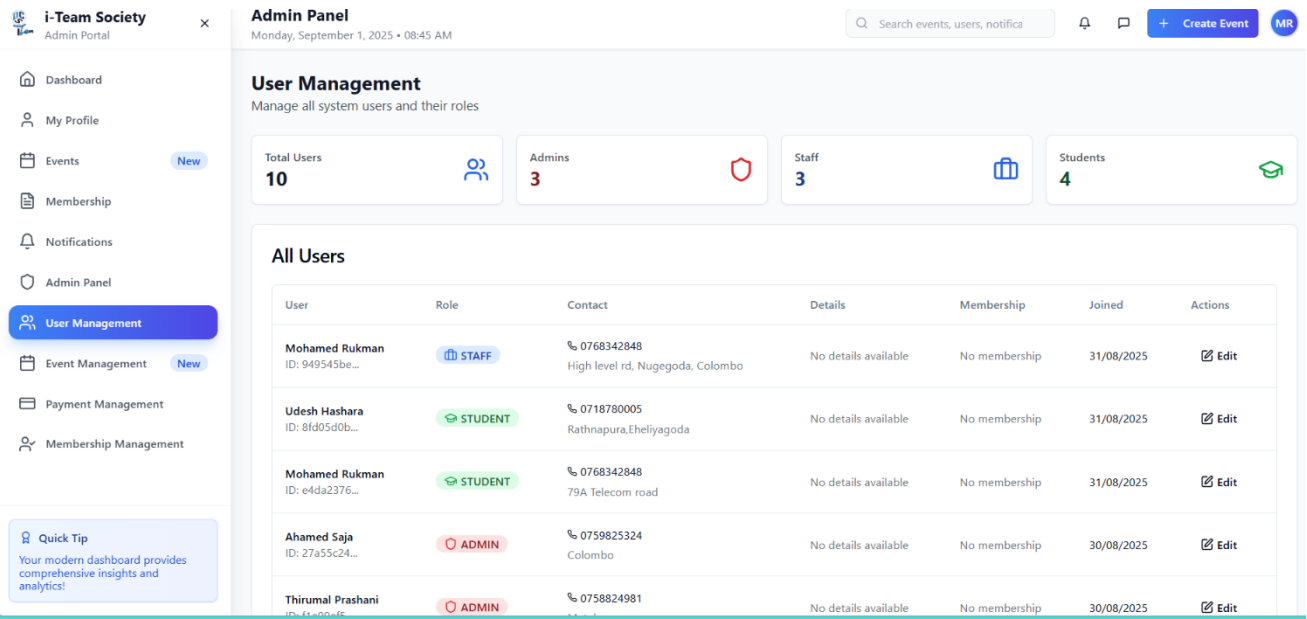 i-Team Society
Admin Portal
Dashboard
My Profile
Events New
Membership
Notifications
Admin Panel
User Management
Event Management New
Payment Management
Membership Management
Quick Tip
Your modern dashboard provides
comprehensive insights and
analytics!
Admin Panel
Monday, September 1, 2025 • 08:45 AM
Search events, users, notifica
+ Create Event
MR
User Management
Manage all system users and their roles
Total Users
10
Admins
3
Staff
3
Students
4
All Users
User Role Contact Details Membership Joined Actions
Mohamed Rukman STAFF 0768342848 No details available No membership 31/08/2025 Edit
ID: 949545be... High level rd, Nugegoda, Colombo
Udesh Hashara STUDENT 0718780005 No details available No membership 31/08/2025 Edit
ID: 8fd05d0b... Rathnapura,Eheliyagoda
Mohamed Rukman STUDENT 0768342848 No details available No membership 31/08/2025 Edit
ID: e4da2376... 79A Telecom road
Ahamed Saja ADMIN 0759825324 No details available No membership 30/08/2025 Edit
ID: 27a55c24... Colombo
Thirumal Prashani ADMIN 0758824981 No details available No membership 30/08/2025 Edit